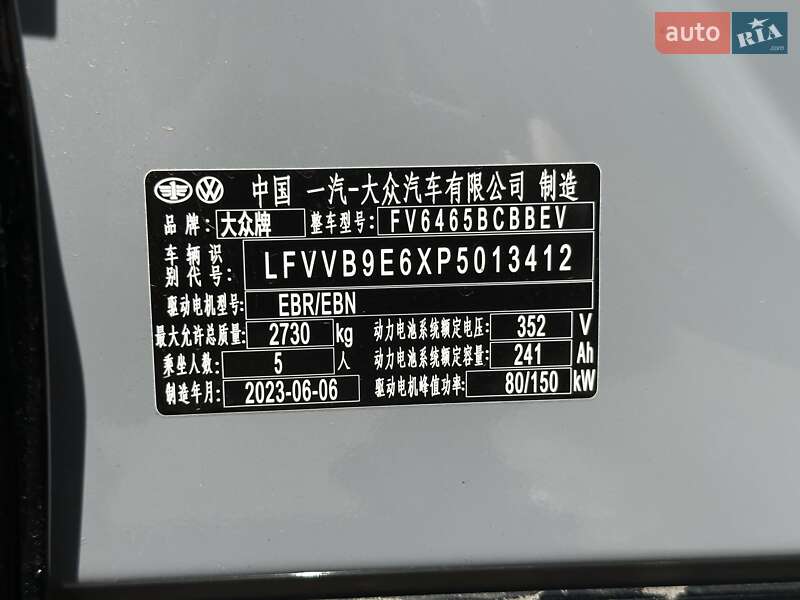 auto RIA.com
中国 一汽-大众汽车有限公司 制造
品牌: 大众牌 整车型号: FV6465BCBBEV
车辆识别代号: LFVVB9E6XP5013412
驱动电机型号: EBR/EBN
最大允许总质量: 2730 kg 动力电池系统额定电压: 352 V
乘坐人数: 5 人 动力电池系统额定容量: 241 Ah
制造年月: 2023-06-06 驱动电机峰值功率: 80/150 kW